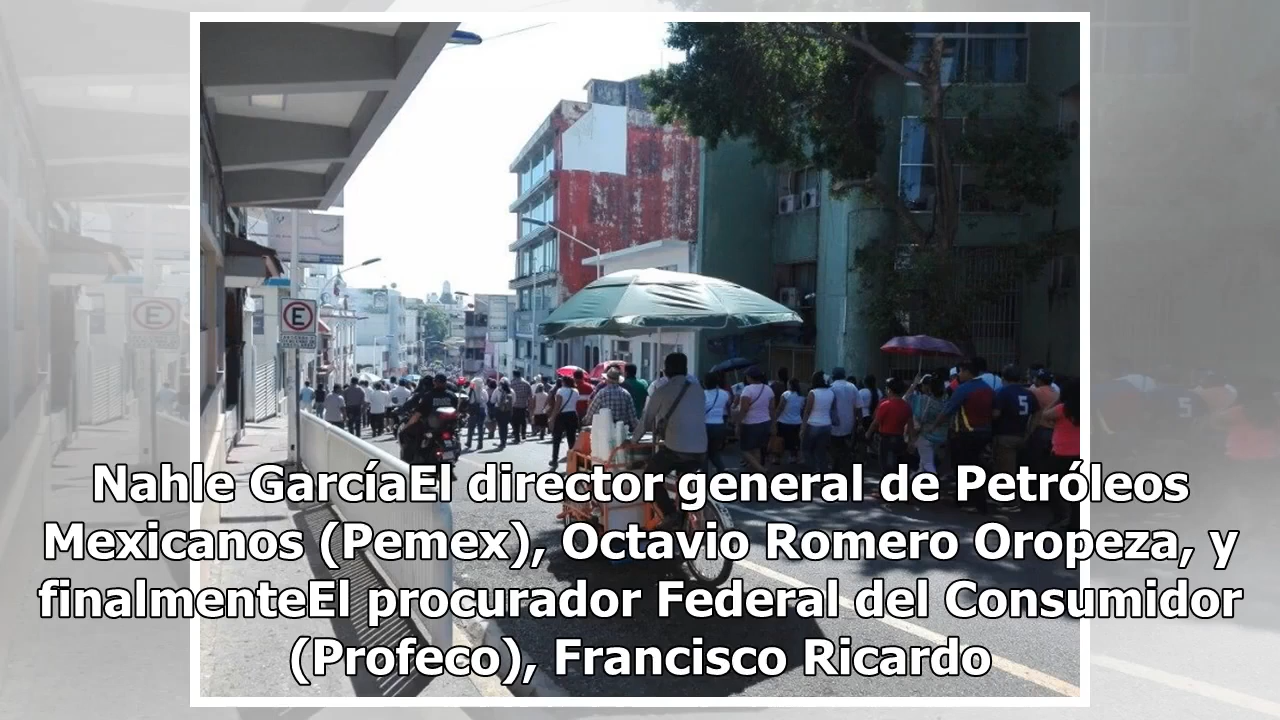 E
5
Nahle GarcíaEl director general de Petróleos
Mexicanos (Pemex), Octavio Romero Oropeza, y
finalmenteEl procurador Federal del Consumidor
(Profeco), Francisco Ricardo